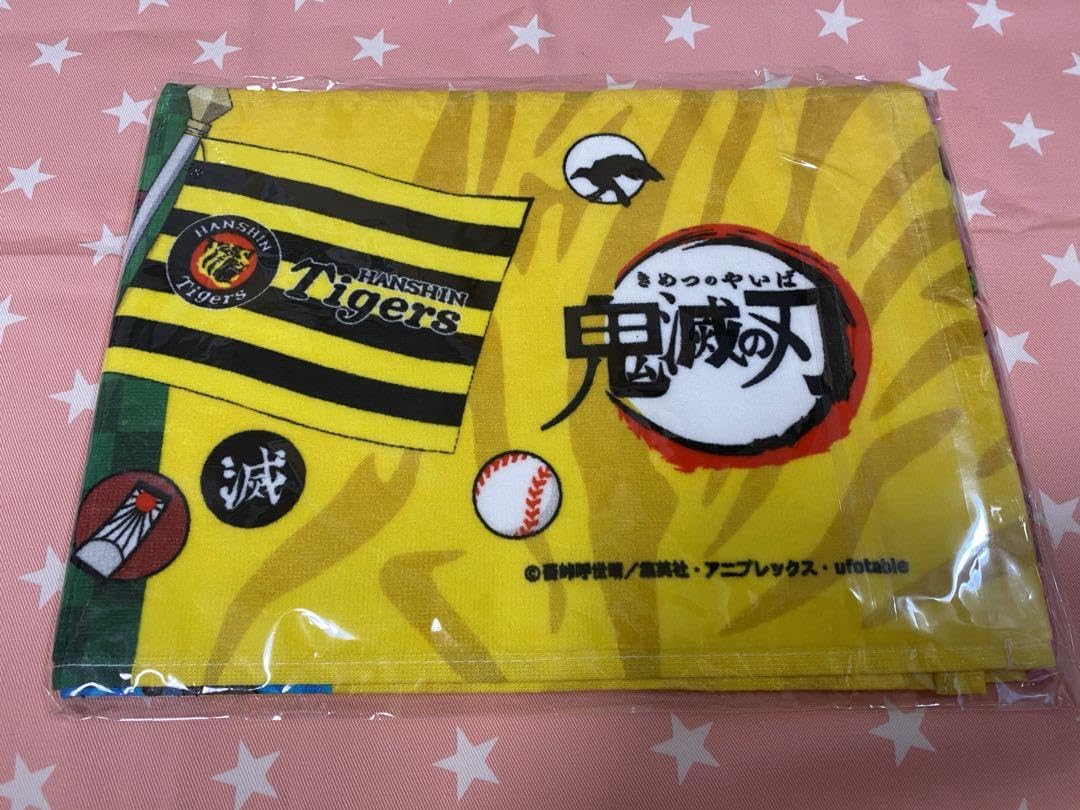 HANSHIN
Tigers
HANSHIN
Tigers
きめつのやいば
鬼滅の刃
滅
©吾峠呼世晴／集英社・アニプレックス・ufotable